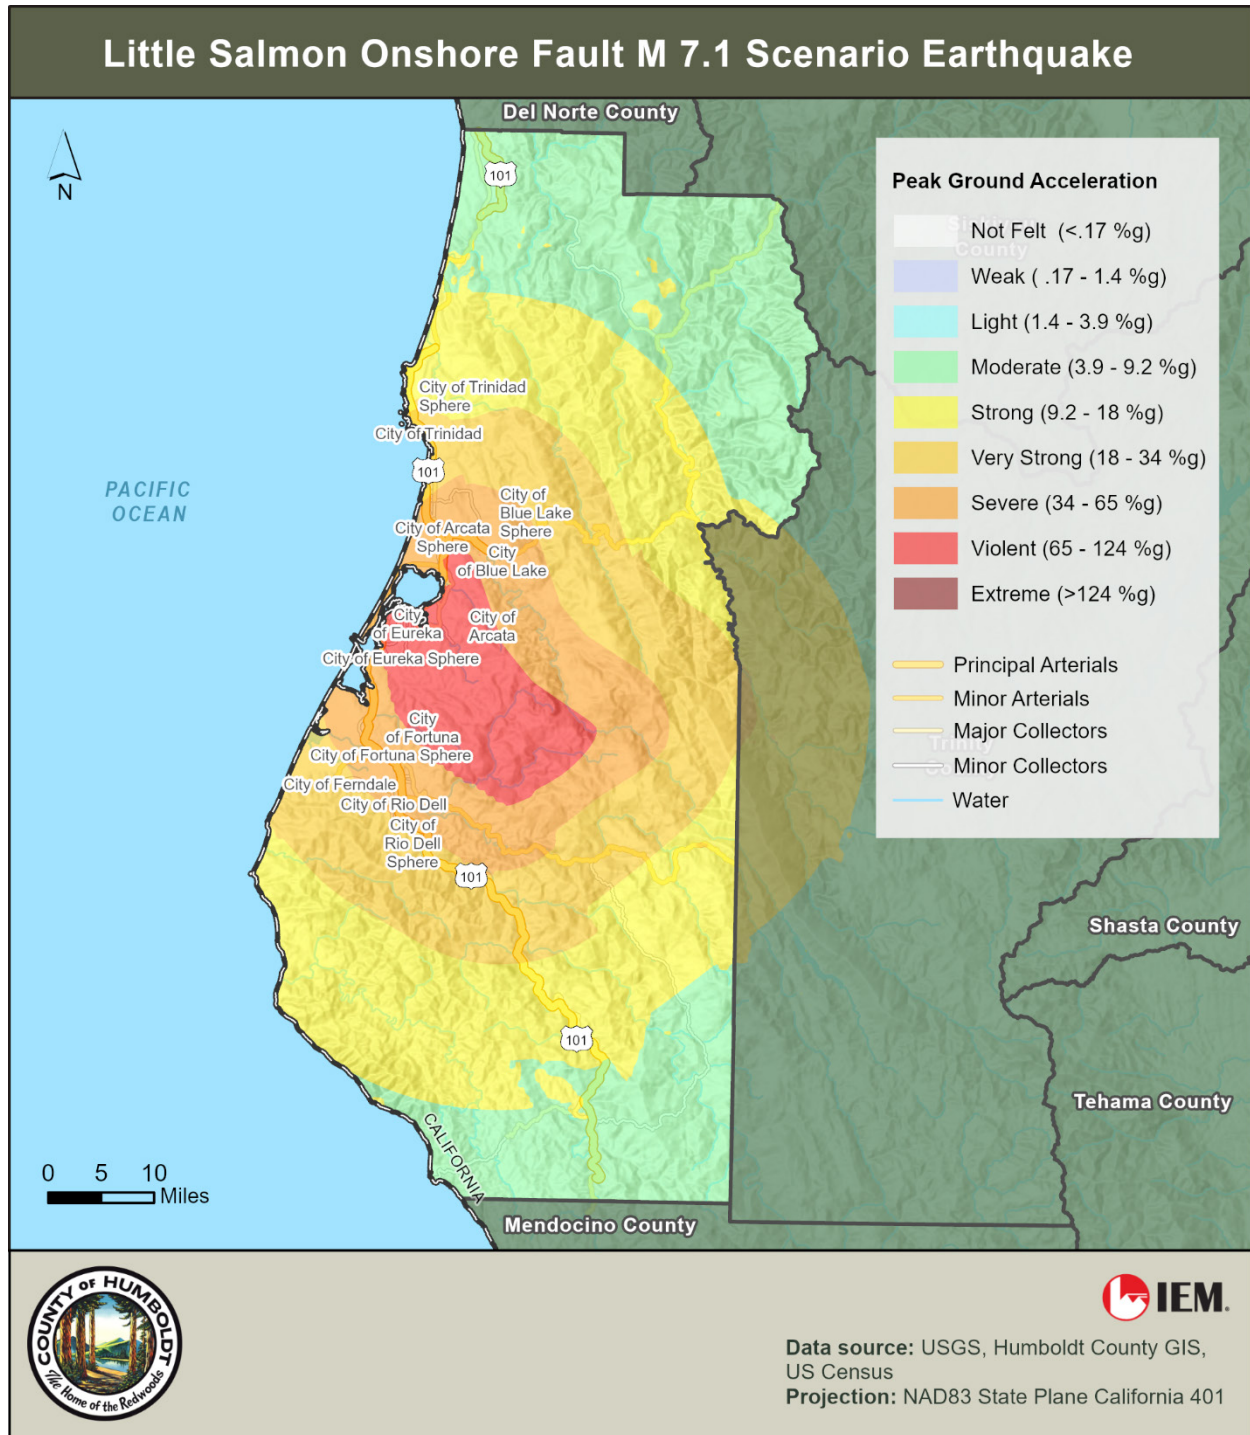 Little Salmon Onshore Fault M 7.1 Scenario Earthquake
Del Norte County
N
101
Peak Ground Acceleration
Not Felt (<.17 %g)
Weak ( .17 - 1.4 %g)
Light (1.4 - 3.9 %g)
Moderate (3.9 - 9.2 %g)
Strong (9.2 - 18 %g)
Very Strong (18 - 34 %g)
Severe (34 - 65 %g)
Violent (65 - 124 %g)
Extreme (>124 %g)
Principal Arterials
Minor Arterials
Major Collectors
Minor Collectors
Water
County
Trinity
City of Trinidad
Sphere
City of Trinidad
101
PACIFIC
OCEAN
City of
Blue Lake
Sphere
City of Arcata
Sphere
City
of Blue Lake
City
of Eureka
City of
Arcata
City of Eureka Sphere
City
of Fortuna
City of Fortuna Sphere
City of Ferndale
City of Rio Dell
City of
Rio Dell
Sphere
101
101
Shasta County
Tehama County
CALIFORNIA
0 5 10
Miles
Mendocino County
COUNTY OF HUMBOLDT
The Home of the Redwoods
IEM.
Data source: USGS, Humboldt County GIS,
US Census
Projection: NAD83 State Plane California 401